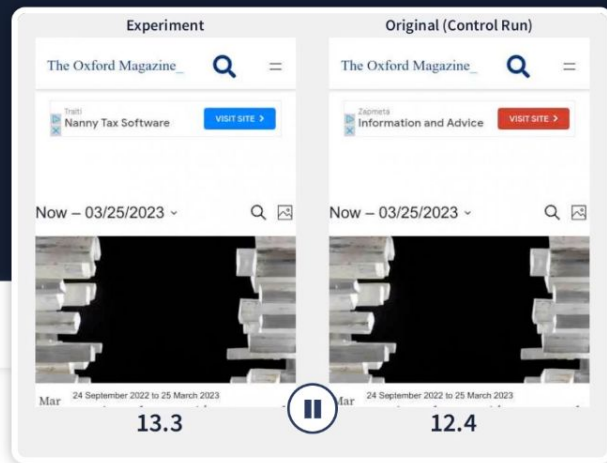 Experiment
Original (Control Run)
The Oxford Magazine_
The Oxford Magazine_
Traiti
Nanny Tax Software
VISIT SITE >
Zapmeta
Information and Advice
VISIT SITE >
Now – 03/25/2023
Now – 03/25/2023
Mar
24 September 2022 to 25 March 2023
Mar
24 September 2022 to 25 March 2023
13.3
12.4